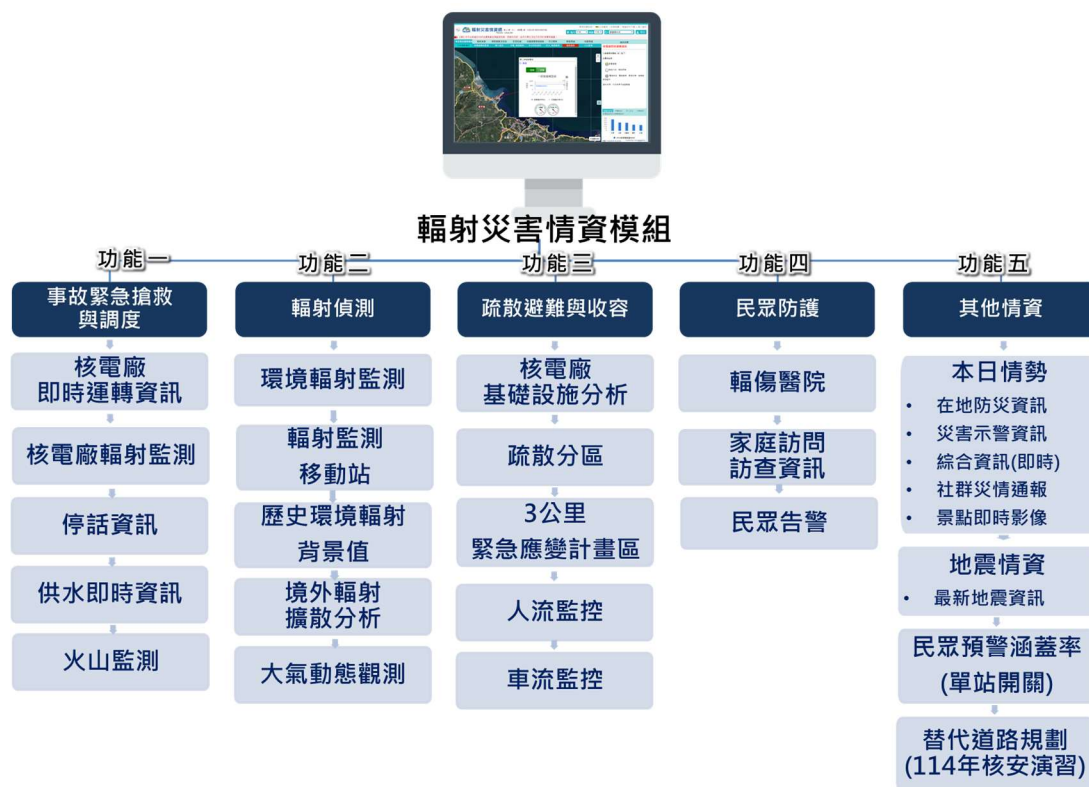 輻射災害情資模組
功能一
功能二
功能三
功能四
功能五
事故緊急搶救
與調度
核電廠
即時運轉資訊
核電廠輻射監測
停話資訊
供水即時資訊
火山監測
輻射偵測
環境輻射監測
輻射監測
移動站
歷史環境輻射
背景值
境外輻射
擴散分析
大氣動態觀測
疏散避難與收容
核電廠
基礎設施分析
疏散分區
3公里
緊急應變計畫區
人流監控
車流監控
民眾防護
輻傷醫院
家庭訪問
訪查資訊
民眾告警
其他情資
本日情勢
• 在地防災資訊
• 災害示警資訊
• 綜合資訊(即時)
• 社群災情通報
• 景點即時影像
地震情資
• 最新地震資訊
民眾預警涵蓋率
(單站開關)
替代道路規劃
(114年核安演習)